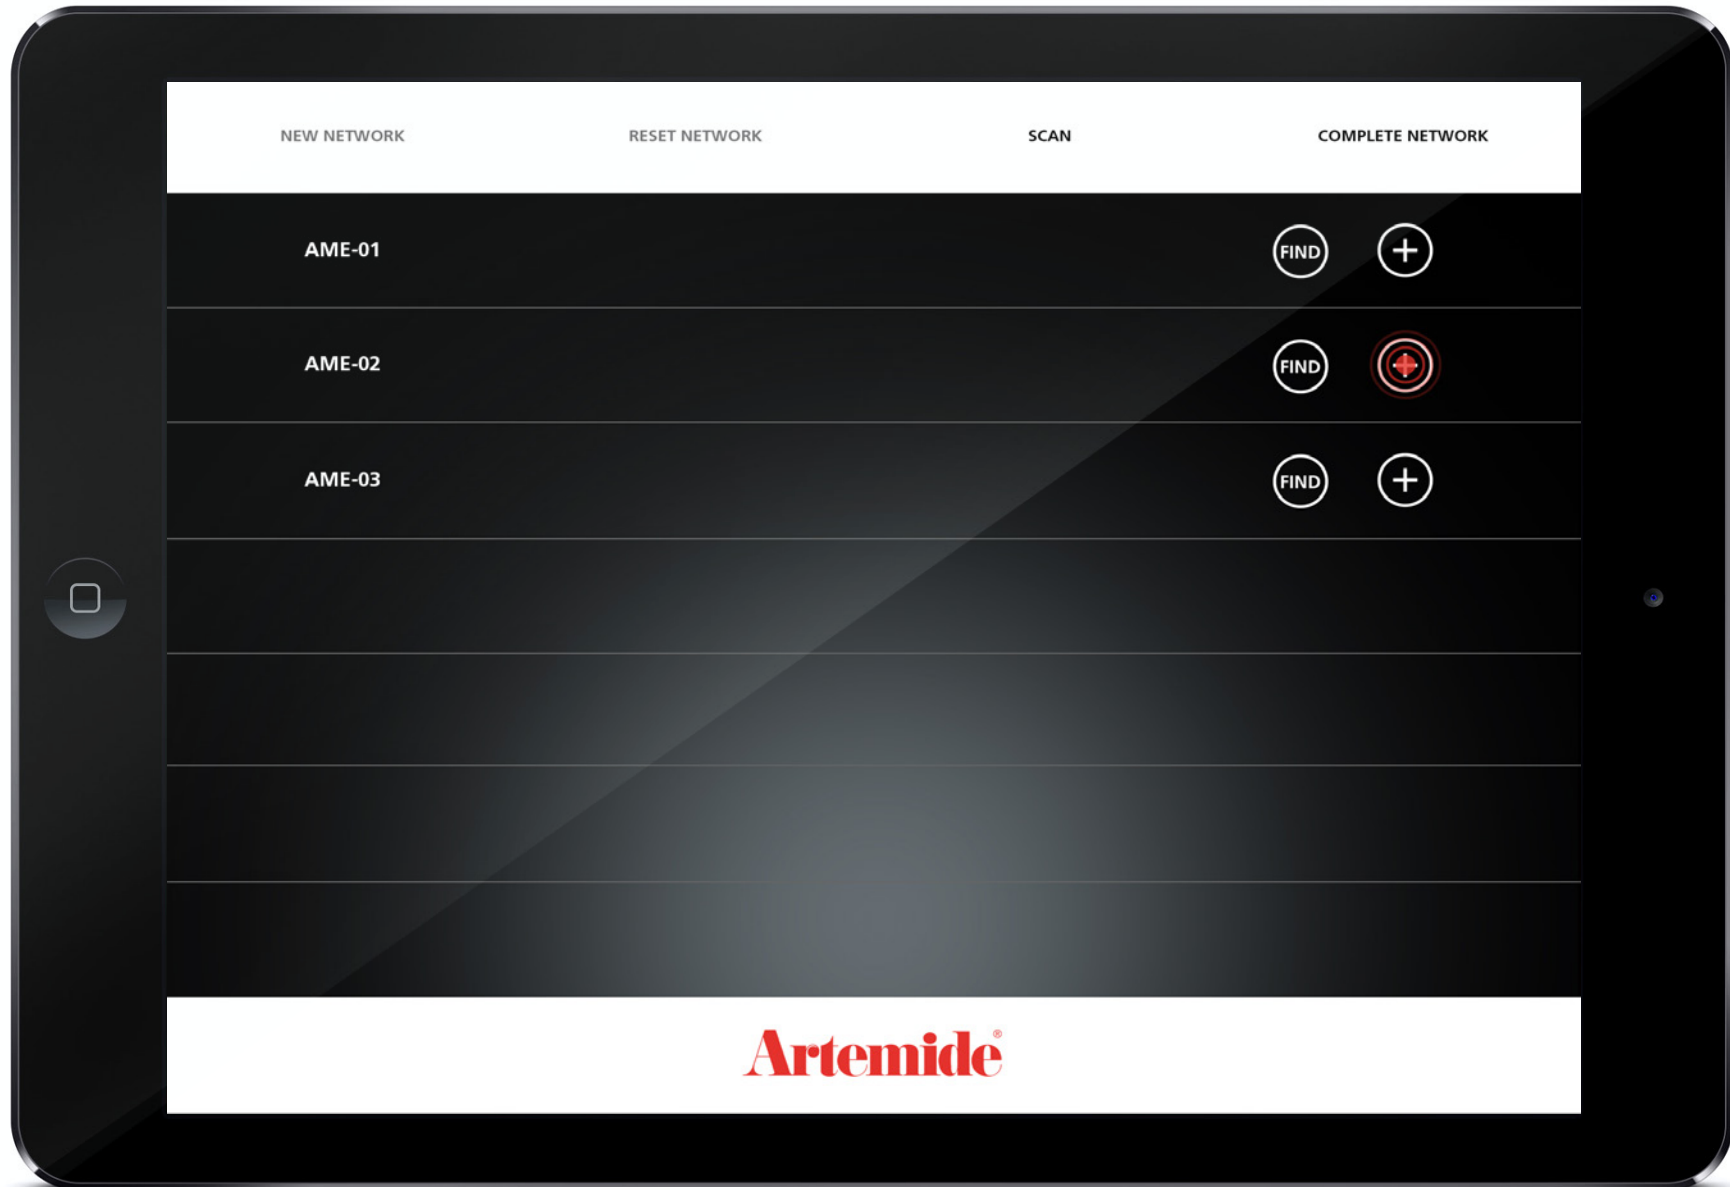 NEW NETWORK RESET NETWORK SCAN COMPLETE NETWORK
AME-01 FIND +
AME-02 FIND +
AME-03 FIND +
Artemide®